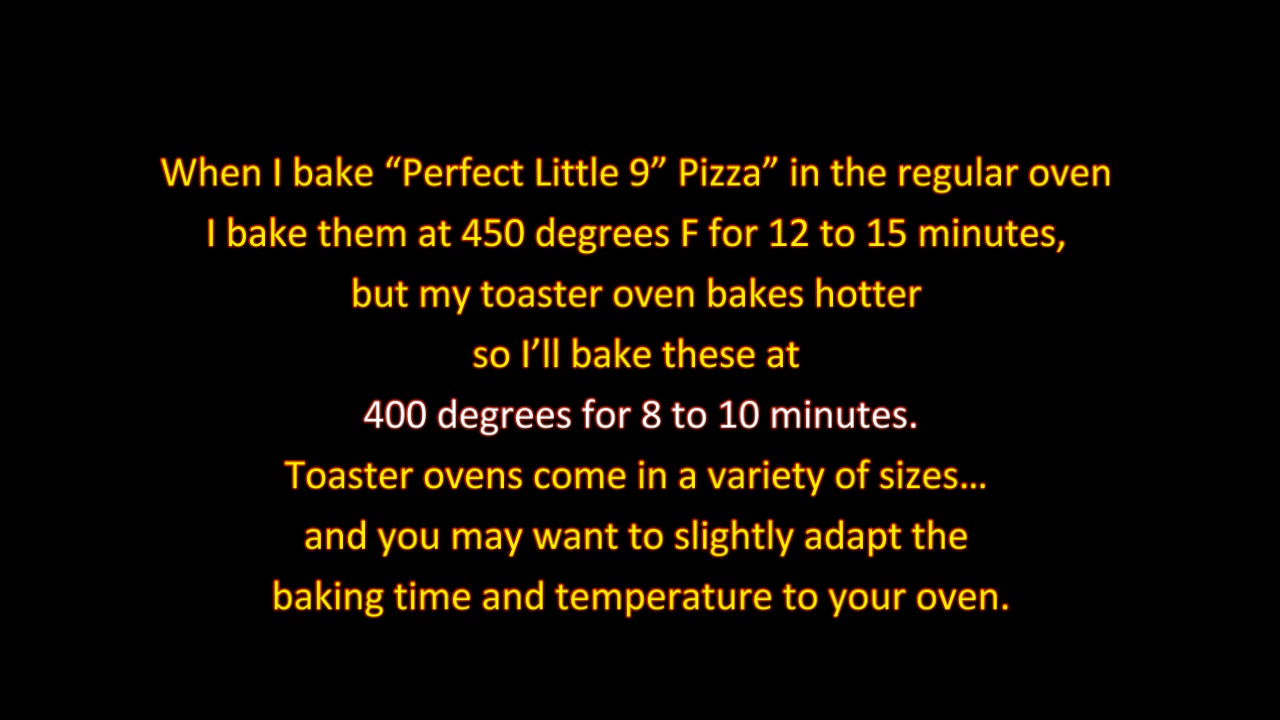 When I bake “Perfect Little 9” Pizza” in the regular oven
I bake them at 450 degrees F for 12 to 15 minutes,
but my toaster oven bakes hotter
so I’ll bake these at
400 degrees for 8 to 10 minutes.
Toaster ovens come in a variety of sizes…
and you may want to slightly adapt the
baking time and temperature to your oven.